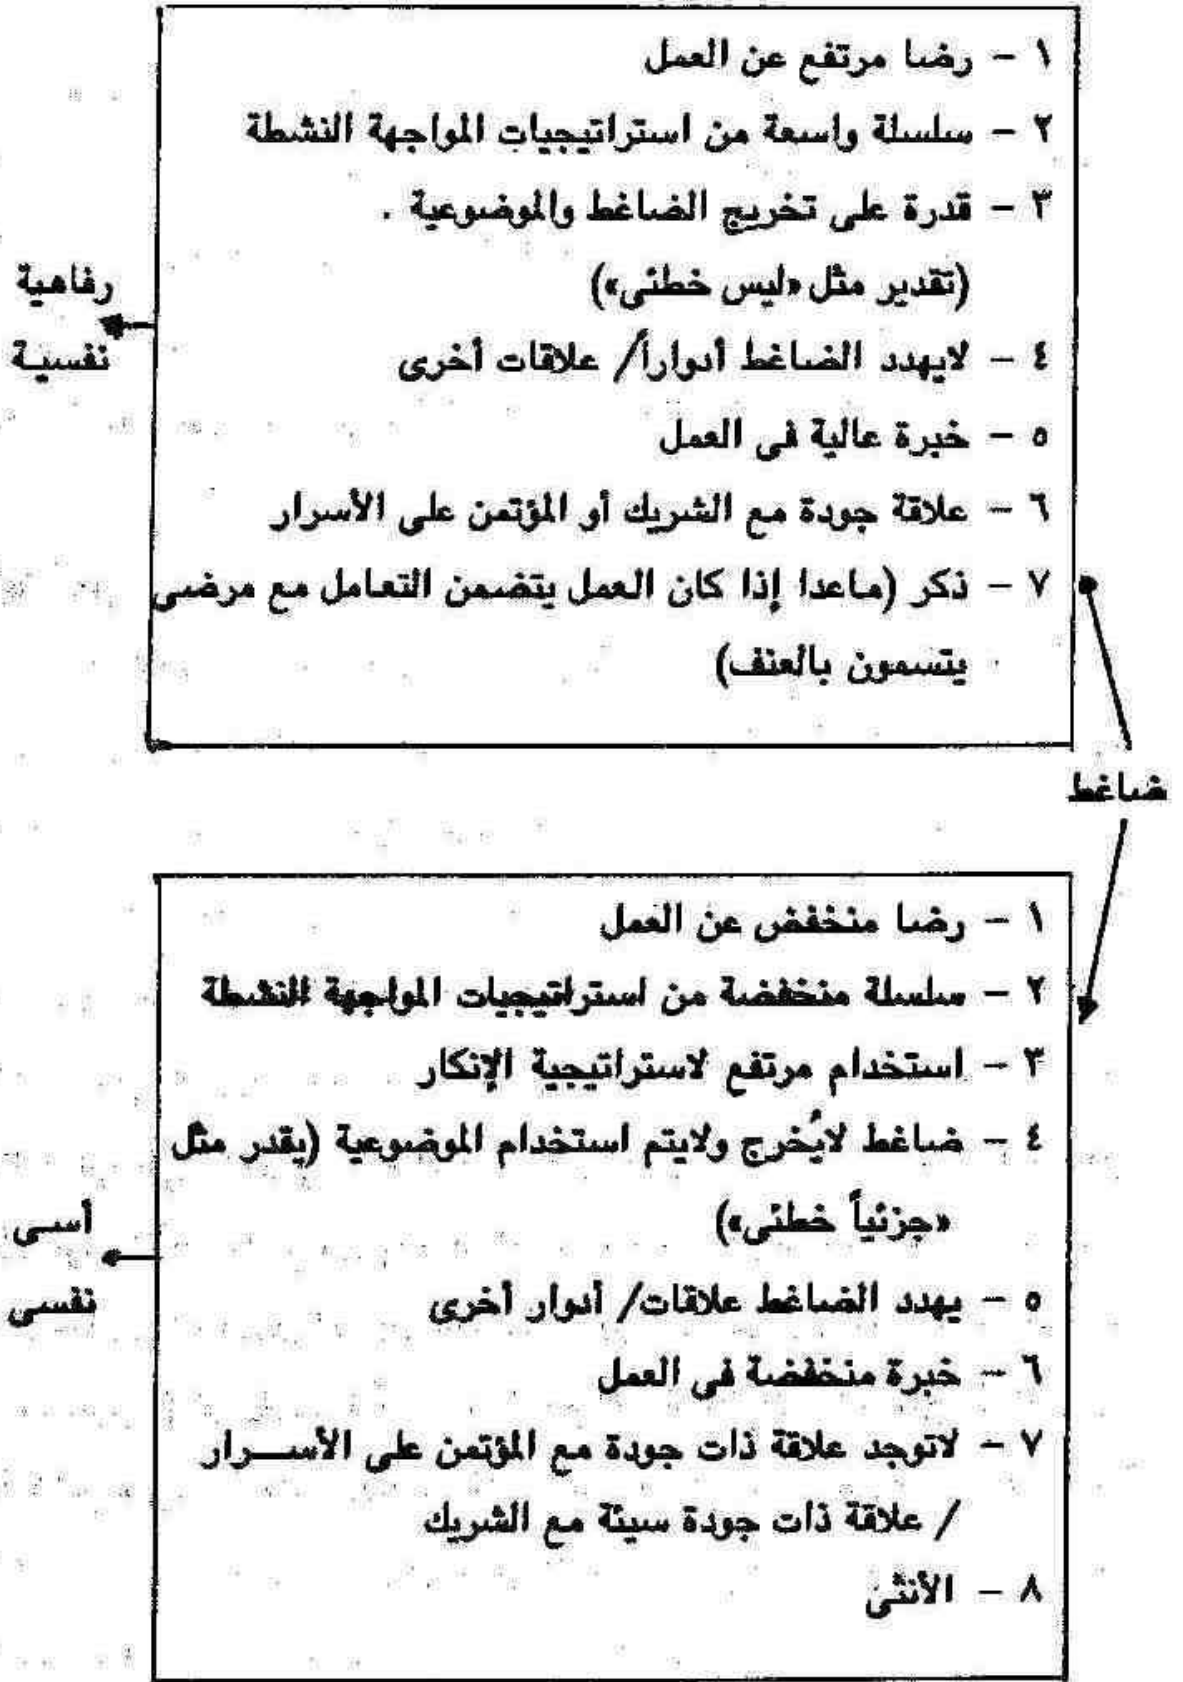 ١ – رضا مرتفع عن العمل
٢ – سلسلة واسعة من استراتيجيات المواجهة النشطة
٣ – قدرة على تخريج الضاغط والموضوعية .
(تقدير مثل «ليس خطئى»)
٤ – لايهدد الضاغط أدواراً/ علاقات أخرى
٥ – خبرة عالية فى العمل
٦ – علاقة جودة مع الشريك أو المؤتمن على الأسرار
٧ – ذكر (ماعدا إذا كان العمل يتضمن التعامل مع مرضى
يتسمون بالعنف)
رفاهية
نفسية
ضاغط
١ – رضا منخفض عن العمل
٢ – سلسلة منخفضة من استراتيجيات المواجهة النشطة
٣ – استخدام مرتفع لاستراتيجية الإنكار
٤ – ضاغط لايُخرج ولايتم استخدام الموضوعية (يقدر مثل
«جزئياً خطئى»)
٥ – يهدد الضاغط علاقات/ أدوار أخرى
٦ – خبرة منخفضة فى العمل
٧ – لاتوجد علاقة ذات جودة مع المؤتمن على الأســـرار
/ علاقة ذات جودة سيئة مع الشريك
٨ – الأنثى
أسـى
نفسى